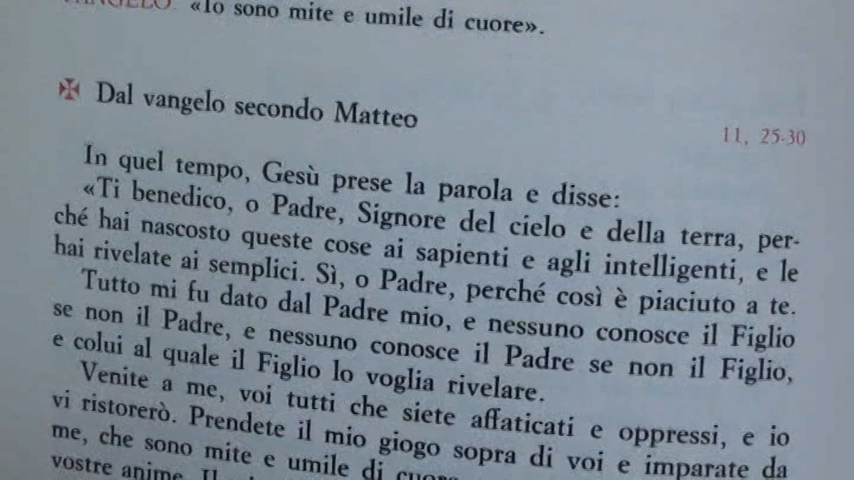 VANGELO: «Io sono mite e umile di cuore».
✠ Dal vangelo secondo Matteo
11, 25-30
In quel tempo, Gesù prese la parola e disse:
«Ti benedico, o Padre, Signore del cielo e della terra, per-
ché hai nascosto queste cose ai sapienti e agli intelligenti, e le
hai rivelate ai semplici. Sì, o Padre, perché così è piaciuto a te.
Tutto mi fu dato dal Padre mio, e nessuno conosce il Figlio
se non il Padre, e nessuno conosce il Padre se non il Figlio,
e colui al quale il Figlio lo voglia rivelare.
Venite a me, voi tutti che siete affaticati e oppressi, e io
vi ristorerò. Prendete il mio giogo sopra di voi e imparate da
me, che sono mite e umile di cuore
vostre anime. Il